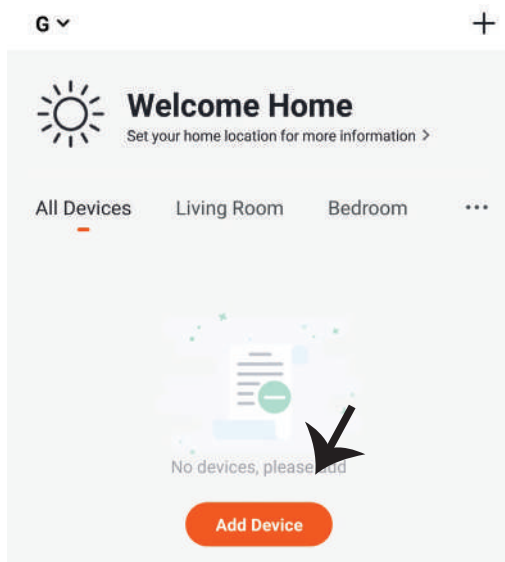 G
Welcome Home
Set your home location for more information >
All Devices Living Room Bedroom ...
No devices, please add
Add Device